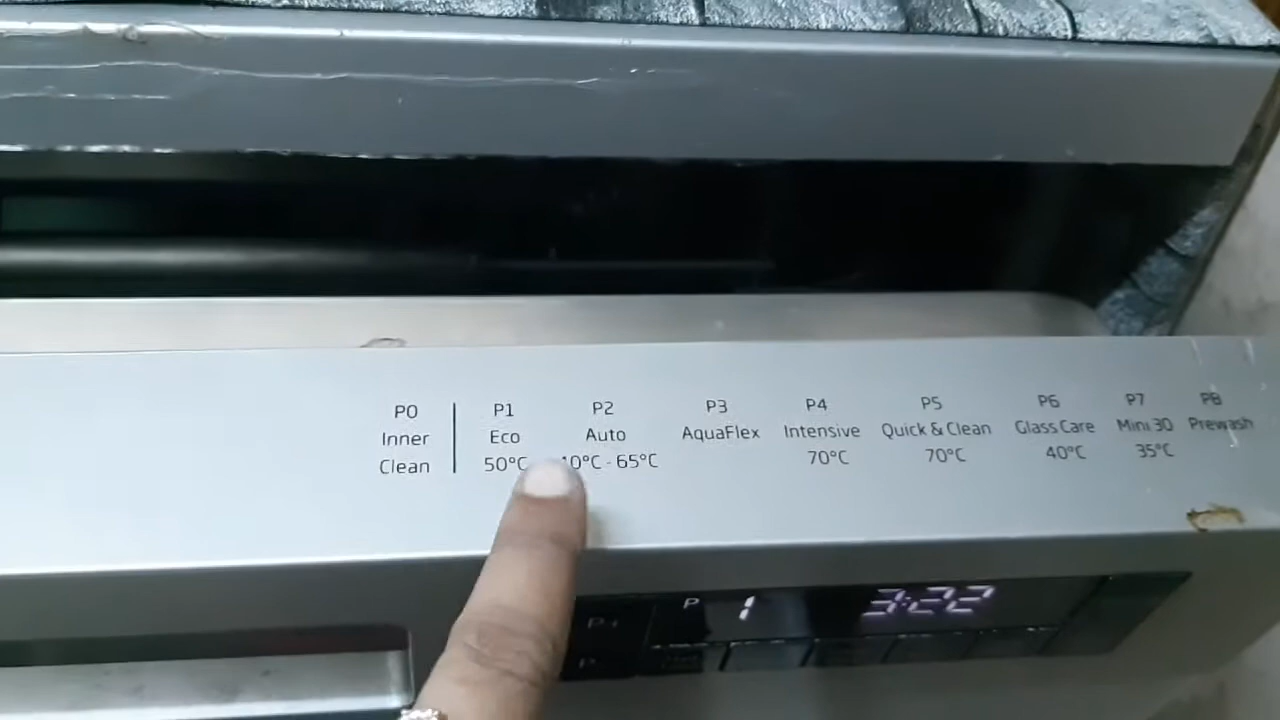 P0 P1 P2 P3 P4 P5 P6 P7 P8
Inner Eco Auto AquaFlex Intensive Quick & Clean Glass Care Mini 30 Prewash
Clean 50°C - 65°C 70°C 70°C 40°C 35°C
P 1 3:22
P+